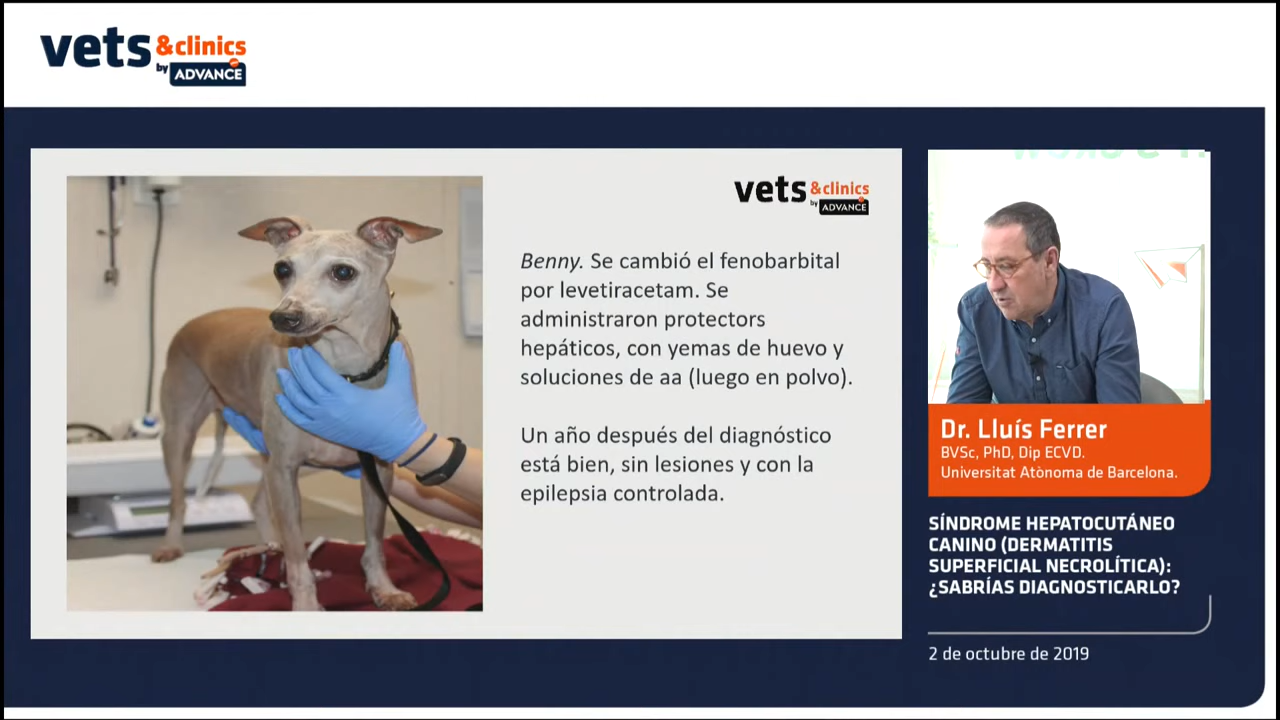 vets &clinics
by ADVANCE
vets &clinics
by ADVANCE
Benny. Se cambió el fenobarbital
por levetiracetam. Se
administraron protectors
hepáticos, con yemas de huevo y
soluciones de aa (luego en polvo).
Un año después del diagnóstico
está bien, sin lesiones y con la
epilepsia controlada.
Dr. Lluís Ferrer
BVSc, PhD, Dip ECVD.
Universitat Atònoma de Barcelona.
SÍNDROME HEPATOCUTÁNEO
CANINO (DERMATITIS
SUPERFICIAL NECROLÍTICA):
¿SABRÍAS DIAGNOSTICARLO?
2 de octubre de 2019